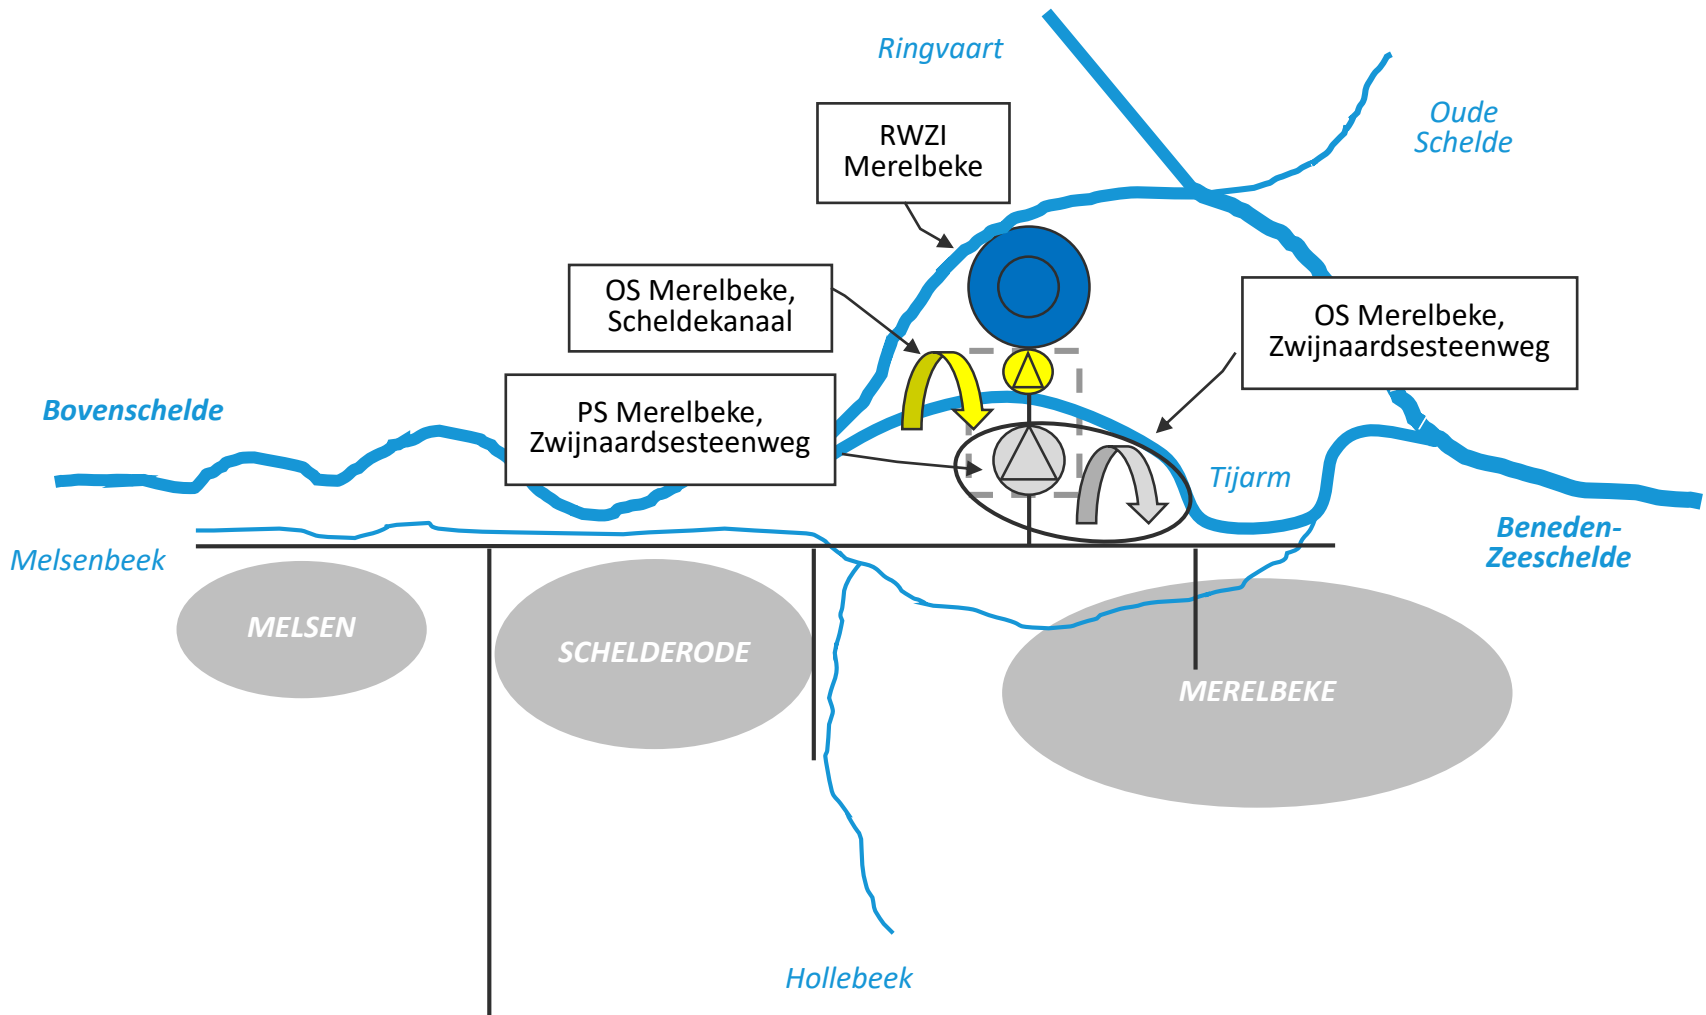 Ringvaart
Oude
Schelde
RWZI
Merelbeke
OS Merelbeke,
Scheldekanaal
OS Merelbeke,
Zwijnaardsesteenweg
Bovenschelde
PS Merelbeke,
Zwijnaardsesteenweg
Tijarm
Beneden-
Zeeschelde
Melsenbeek
MELSEN
SCHELDERODE
MERELBEKE
Hollebeek